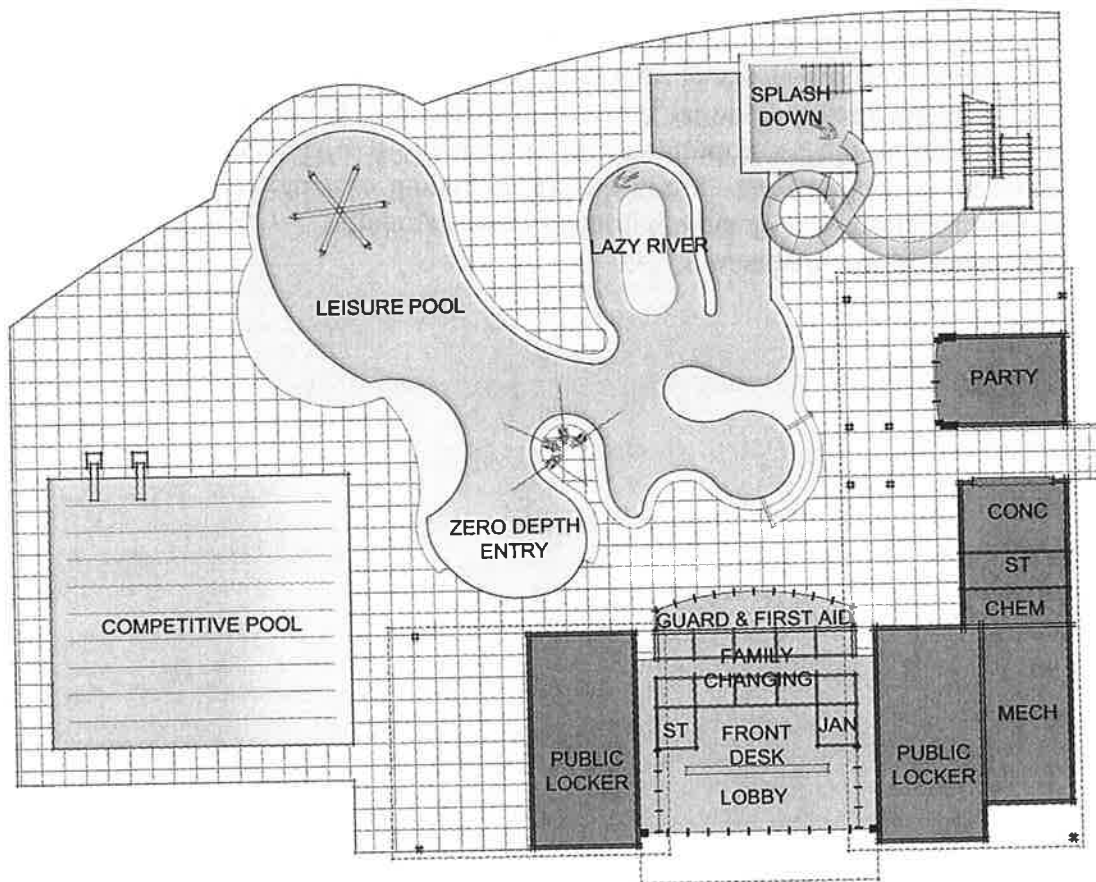 SPLASH
DOWN
LAZY RIVER
LEISURE POOL
PARTY
CONC
ZERO DEPTH
ENTRY
ST
CHEM
COMPETITIVE POOL
GUARD & FIRST AID
FAMILY
CHANGING
MECH
ST
FRONT
DESK
JAN
PUBLIC
LOCKER
PUBLIC
LOCKER
LOBBY